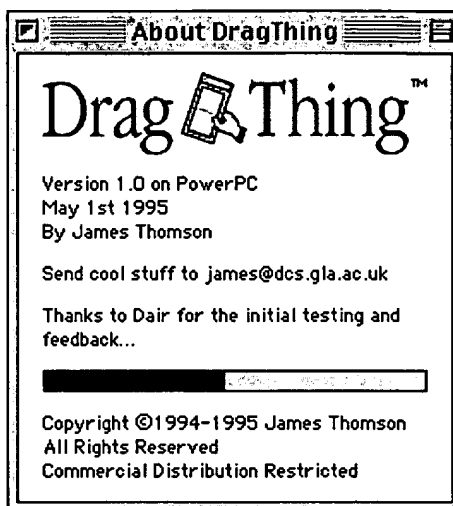 About DragThing
Drag Thing™
Version 1.0 on PowerPC
May 1st 1995
By James Thomson
Send cool stuff to james@dcs.gla.ac.uk
Thanks to Dair for the initial testing and
feedback...
Copyright ©1994-1995 James Thomson
All Rights Reserved
Commercial Distribution Restricted